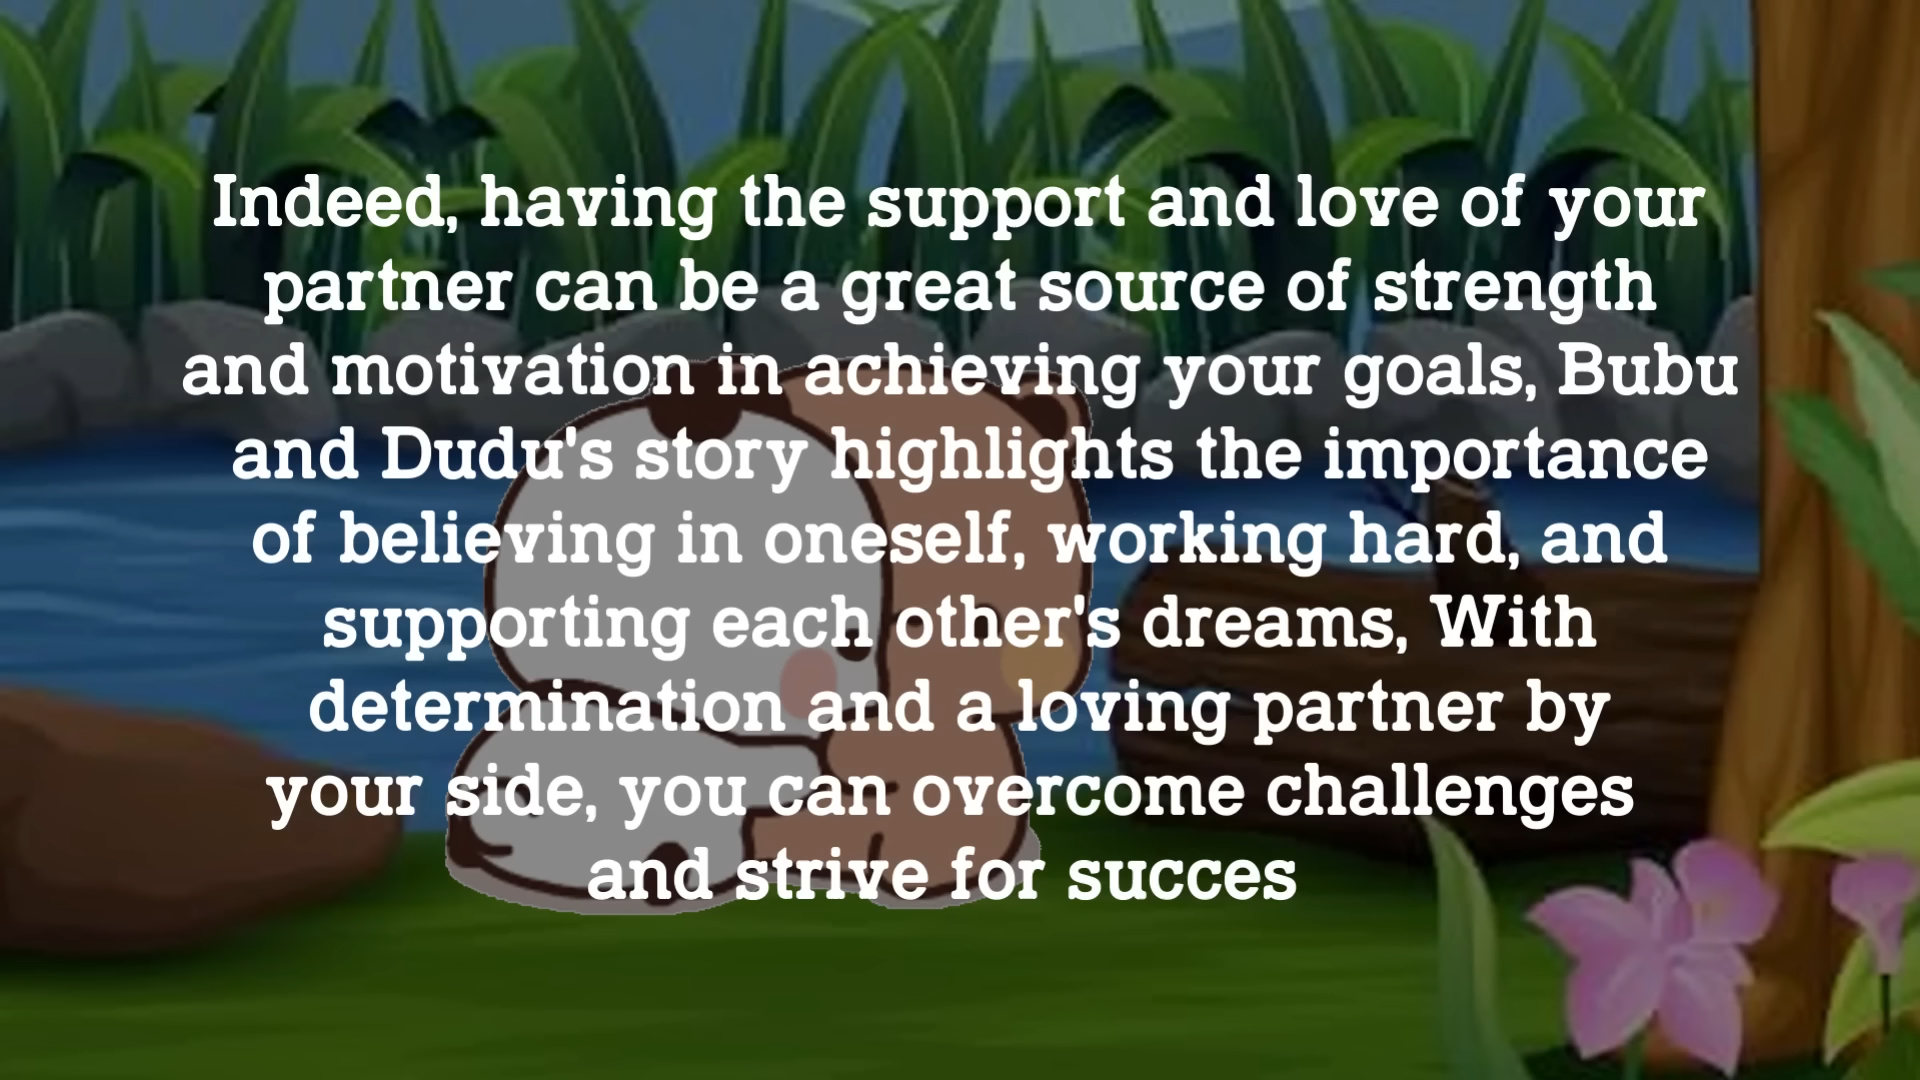 Indeed, having the support and love of your
partner can be a great source of strength
and motivation in achieving your goals, Bubu
and Dudu's story highlights the importance
of believing in oneself, working hard, and
supporting each other's dreams, With
determination and a loving partner by
your side, you can overcome challenges
and strive for succes